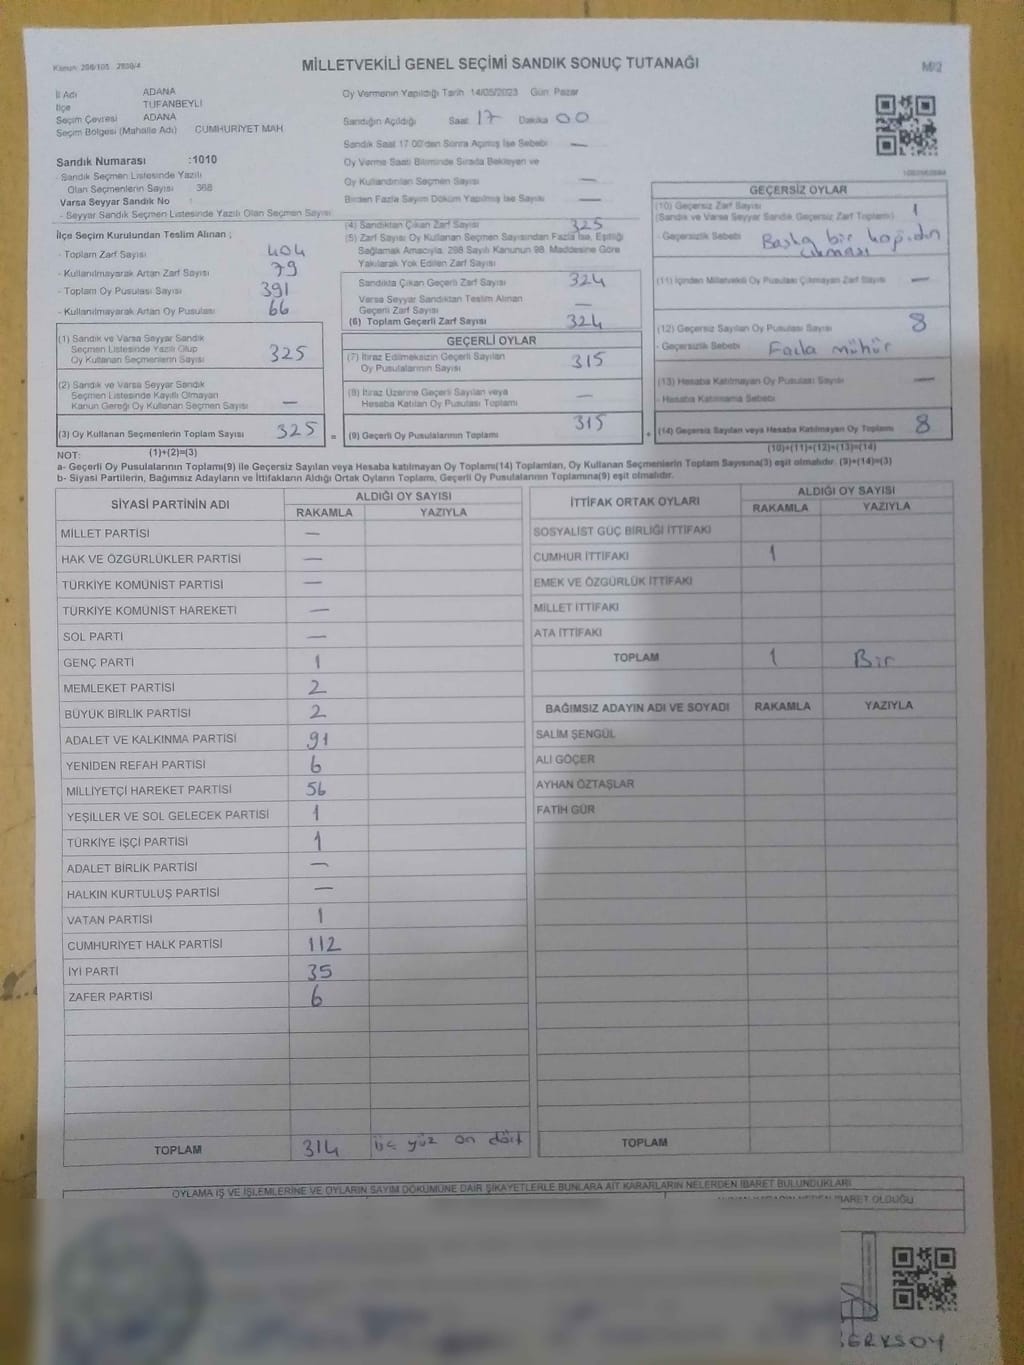 Kanun: 298/105 2839/4
MİLLETVEKİLİ GENEL SEÇİMİ SANDIK SONUÇ TUTANAĞI
M/2
İl Adı ADANA
İlçe TUFANBEYLİ
Seçim Çevresi ADANA
Seçim Bölgesi (Mahalle Adı) CUMHURİYET MAH
Sandık Numarası :1010
- Sandık Seçmen Listesinde Yazılı
Olan Seçmenlerin Sayısı 368
Varsa Seyyar Sandık No
- Seyyar Sandık Seçmen Listesinde Yazılı Olan Seçmen Sayısı
Oy Vermenin Yapıldığı Tarih 14/05/2023 Gün: Pazar
Sandığın Açıldığı Saat 17 Dakika 00
Sandık Saat 17.00'den Sonra Açılmış İse Sebebi —
Oy Verme Saati Bitiminde Sırada Bekleyen ve
Oy Kullandırılan Seçmen Sayısı —
Birden Fazla Sayım Döküm Yapılmış İse Sayısı —
İlçe Seçim Kurulundan Teslim Alınan ;
- Toplam Zarf Sayısı 404
- Kullanılmayarak Artan Zarf Sayısı 79
- Toplam Oy Pusulası Sayısı 391
- Kullanılmayarak Artan Oy Pusulası 66
(1) Sandık ve Varsa Seyyar Sandık
Seçmen Listesinde Yazılı Olup
Oy Kullanan Seçmenlerin Sayısı 325
(2) Sandık ve Varsa Seyyar Sandık
Seçmen Listesinde Kayıtlı Olmayan
Kanun Gereği Oy Kullanan Seçmen Sayısı —
(3) Oy Kullanan Seçmenlerin Toplam Sayısı 325 =
(4) Sandıktan Çıkan Zarf Sayısı 325
(5) Zarf Sayısı Oy Kullanan Seçmen Sayısından Fazla İse, Eşitliği
Sağlamak Amacıyla, 298 Sayılı Kanunun 98. Maddesine Göre
Yakılarak Yok Edilen Zarf Sayısı
Sandıkta Çıkan Geçerli Zarf Sayısı 324
Varsa Seyyar Sandıktan Teslim Alınan
Geçerli Zarf Sayısı —
(6) Toplam Geçerli Zarf Sayısı 324
GEÇERLİ OYLAR
(7) İtiraz Edilmeksizin Geçerli Sayılan
Oy Pusulalarının Sayısı 315
(8) İtiraz Üzerine Geçerli Sayılan veya
Hesaba Katılan Oy Pusulası Toplamı —
(9) Geçerli Oy Pusulalarının Toplamı 315 +
GEÇERSİZ OYLAR
(10) Geçersiz Zarf Sayısı 1
(Sandık ve Varsa Seyyar Sandık Geçersiz Zarf Toplamı)
- Geçersizlik Sebebi Başka bir kapıdın
çıkması
(11) İçinden Milletvekili Oy Pusulası Çıkmayan Zarf Sayısı —
(12) Geçersiz Sayılan Oy Pusulası Sayısı 8
- Geçersizlik Sebebi Fazla mühür
(13) Hesaba Katılmayan Oy Pusulası Sayısı —
- Hesaba Katılmama Sebebi
(14) Geçersiz Sayılan veya Hesaba Katılmayan Oy Toplamı 8
NOT: (1)+(2)=(3) (10)+(11)+(12)+(13)=(14)
a- Geçerli Oy Pusulalarının Toplamı(9) ile Geçersiz Sayılan veya Hesaba katılmayan Oy Toplamı(14) Toplamları, Oy Kullanan Seçmenlerin Toplam Sayısına(3) eşit olmalıdır. (9)+(14)=(3)
b- Siyasi Partilerin, Bağımsız Adayların ve İttifakların Aldığı Ortak Oyların Toplamı, Geçerli Oy Pusulalarının Toplamına(9) eşit olmalıdır.
SİYASİ PARTİNİN ADI ALDIĞI OY SAYISI
RAKAMLA YAZIYLA
MİLLET PARTİSİ —
HAK VE ÖZGÜRLÜKLER PARTİSİ —
TÜRKİYE KOMÜNİST PARTİSİ —
TÜRKİYE KOMÜNİST HAREKETİ —
SOL PARTİ —
GENÇ PARTİ 1
MEMLEKET PARTİSİ 2
BÜYÜK BİRLİK PARTİSİ 2
ADALET VE KALKINMA PARTİSİ 91
YENİDEN REFAH PARTİSİ 6
MİLLİYETÇİ HAREKET PARTİSİ 56
YEŞİLLER VE SOL GELECEK PARTİSİ 1
TÜRKİYE İŞÇİ PARTİSİ 1
ADALET BİRLİK PARTİSİ —
HALKIN KURTULUŞ PARTİSİ —
VATAN PARTİSİ 1
CUMHURİYET HALK PARTİSİ 112
İYİ PARTİ 35
ZAFER PARTİSİ 6
TOPLAM 314 üç yüz on dört
İTTİFAK ORTAK OYLARI ALDIĞI OY SAYISI
RAKAMLA YAZIYLA
SOSYALİST GÜÇ BİRLİĞİ İTTİFAKI
CUMHUR İTTİFAKI 1
EMEK VE ÖZGÜRLÜK İTTİFAKI
MİLLET İTTİFAKI
ATA İTTİFAKI
TOPLAM 1 Bir
BAĞIMSIZ ADAYIN ADI VE SOYADI RAKAMLA YAZIYLA
SALİM ŞENGÜL
ALİ GÖÇER
AYHAN ÖZTAŞLAR
FATİH GÜR
TOPLAM
OYLAMA İŞ VE İŞLEMLERİNE VE OYLARIN SAYIM DÖKÜMÜNE DAİR ŞİKAYETLERLE BUNLARA AİT KARARLARIN NELERDEN İBARET BULUNDUKLARI